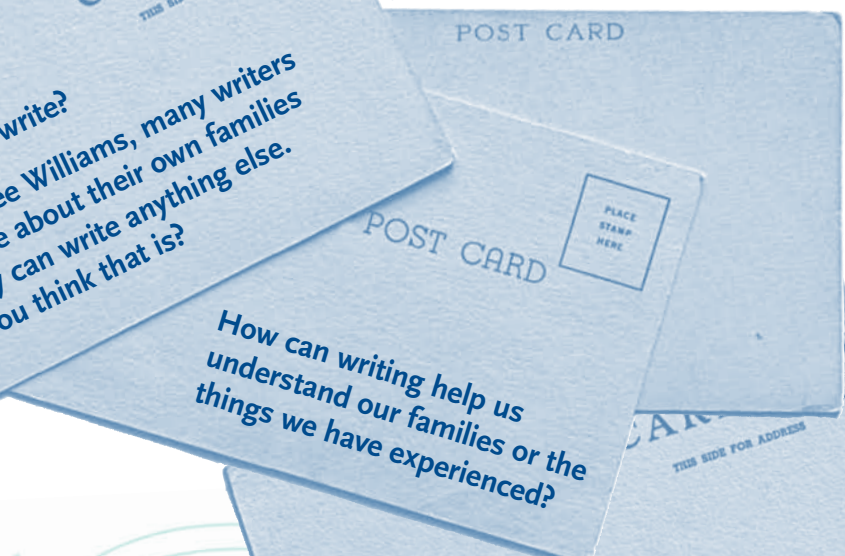 THIS
write?
ee Williams, many writers
e about their own families
y can write anything else.
ou think that is?
POST CARD
POST CARD
PLACE
STAMP
HERE
How can writing help us
understand our families or the
things we have experienced?
THIS SIDE FOR ADDRESS